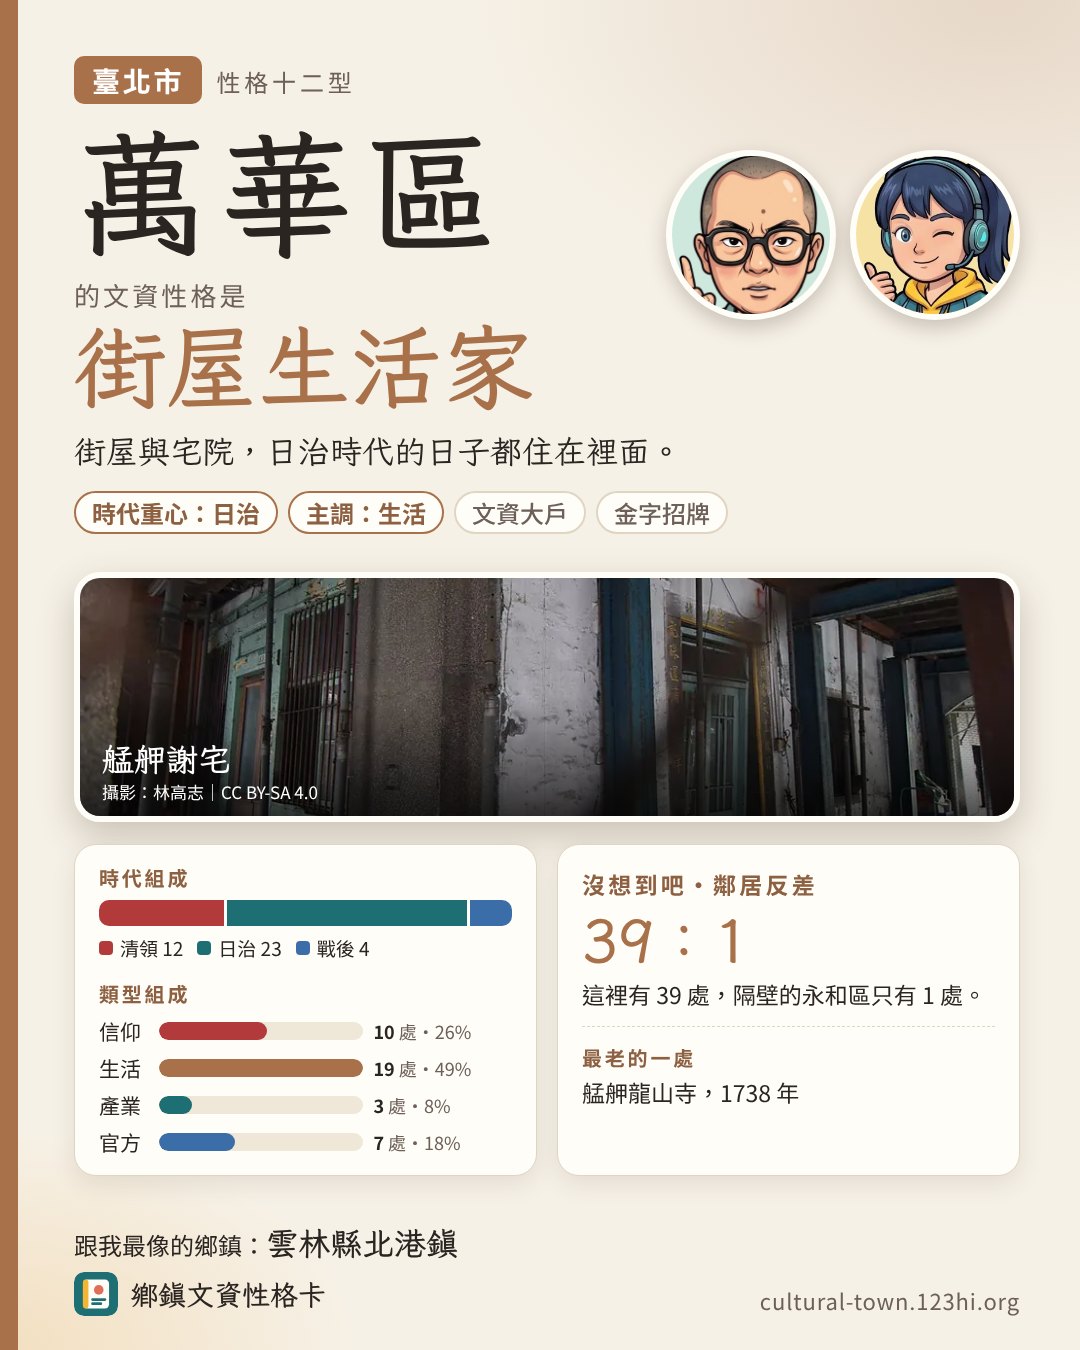 臺北市 性格十二型
萬華區
的文資性格是
街屋生活家
街屋與宅院，日治時代的日子都住在裡面。
時代重心：日治 主調：生活 文資大戶 金字招牌
艋舺謝宅
攝影：林高志｜CC BY-SA 4.0
時代組成
清領 12 日治 23 戰後 4
類型組成
信仰 10 處・26%
生活 19 處・49%
產業 3 處・8%
官方 7 處・18%
沒想到吧・鄰居反差
39：1
這裡有 39 處，隔壁的永和區只有 1 處。
最老的一處
艋舺龍山寺，1738 年
跟我最像的鄉鎮：雲林縣北港鎮
鄉鎮文資性格卡
cultural-town.123hi.org